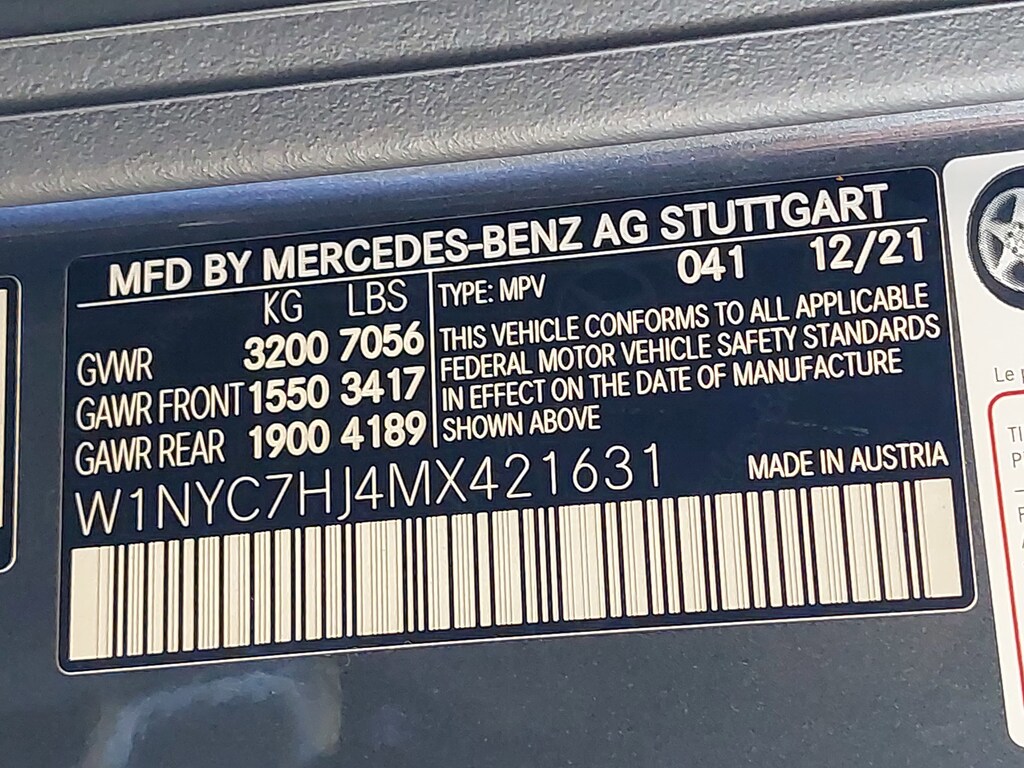 MFD BY MERCEDES-BENZ AG STUTTGART
KG LBS
GVWR 3200 7056
GAWR FRONT 1550 3417
GAWR REAR 1900 4189
TYPE: MPV 041 12/21
THIS VEHICLE CONFORMS TO ALL APPLICABLE
FEDERAL MOTOR VEHICLE SAFETY STANDARDS
IN EFFECT ON THE DATE OF MANUFACTURE
SHOWN ABOVE
W1NYC7HJ4MX421631
MADE IN AUSTRIA
Le